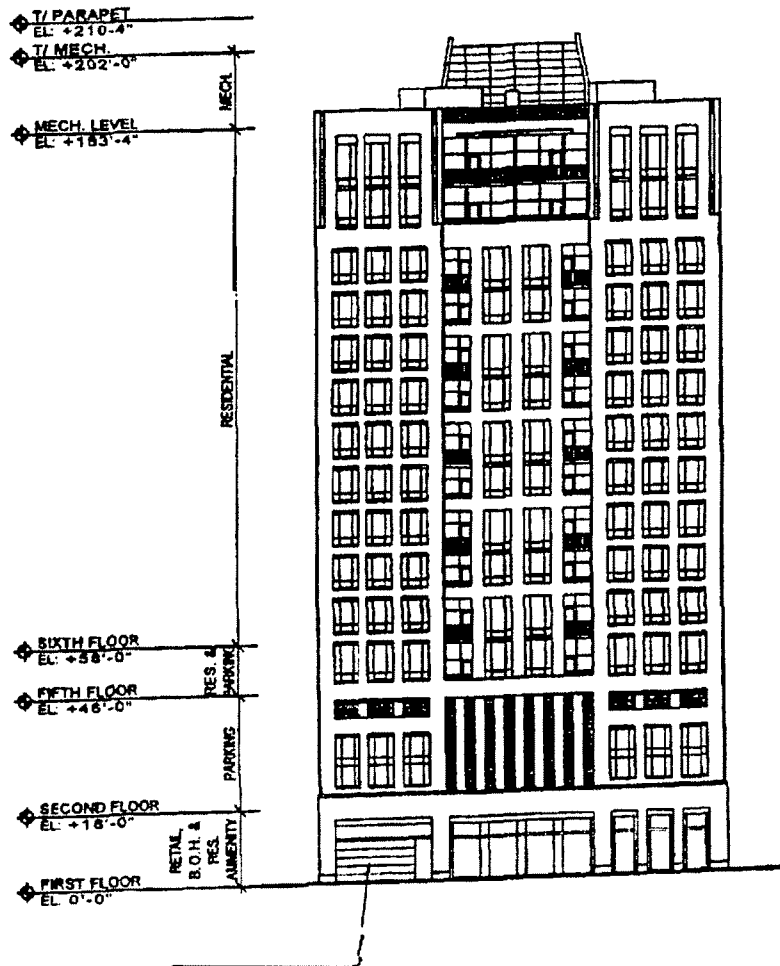 T/ PARAPET
EL: +210'-4"
T/ MECH.
EL: +202'-0"
MECH.
MECH. LEVEL
EL: +183'-4"
RESIDENTIAL
SIXTH FLOOR
EL: +58'-0"
RES. &
PARKING
FIFTH FLOOR
EL: +46'-0"
PARKING
SECOND FLOOR
EL: +18'-0"
RETAIL,
B.O.H. &
RES.
AUMENITY
FIRST FLOOR
EL: 0'-0"